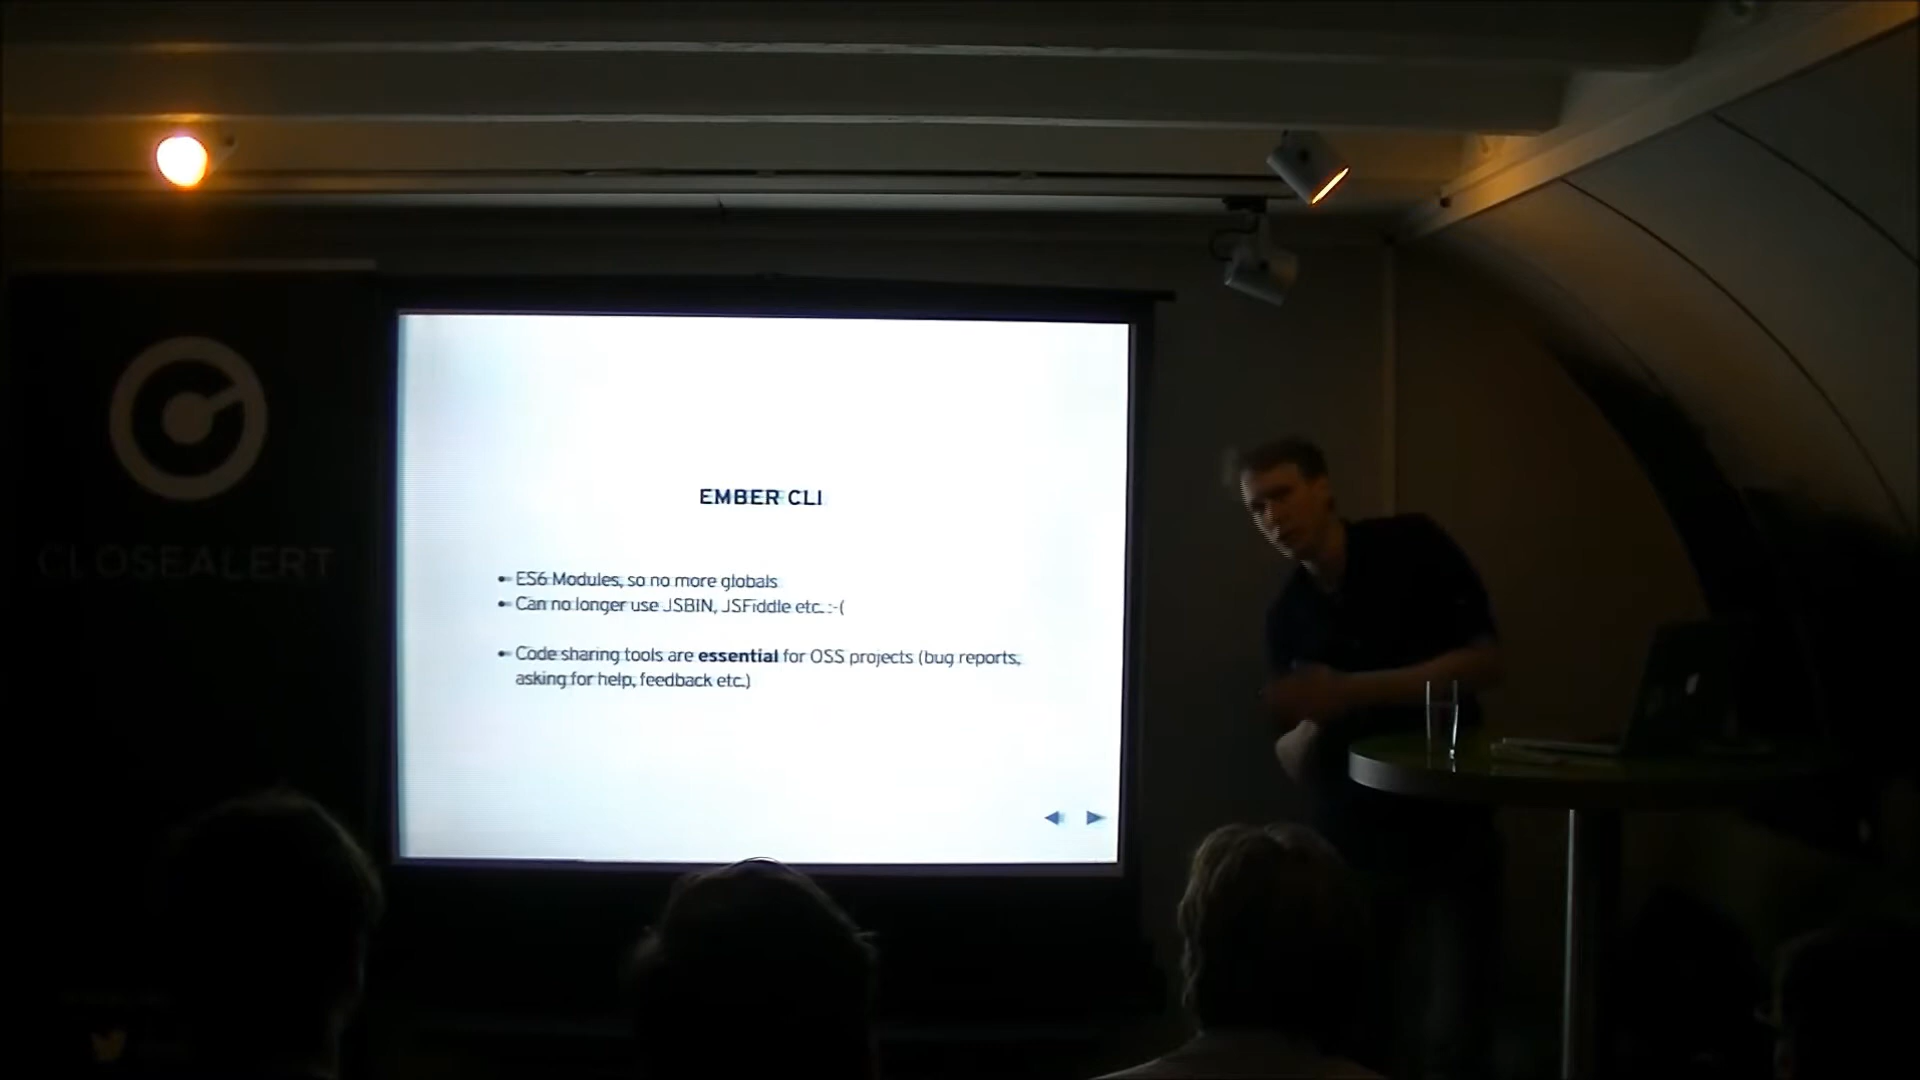 CLOSEALERT
EMBER CLI
ES6 Modules, so no more globals
Can no longer use JSBIN, JSFiddle etc. :-(
Code sharing tools are essential for OSS projects (bug reports,
asking for help, feedback etc.)